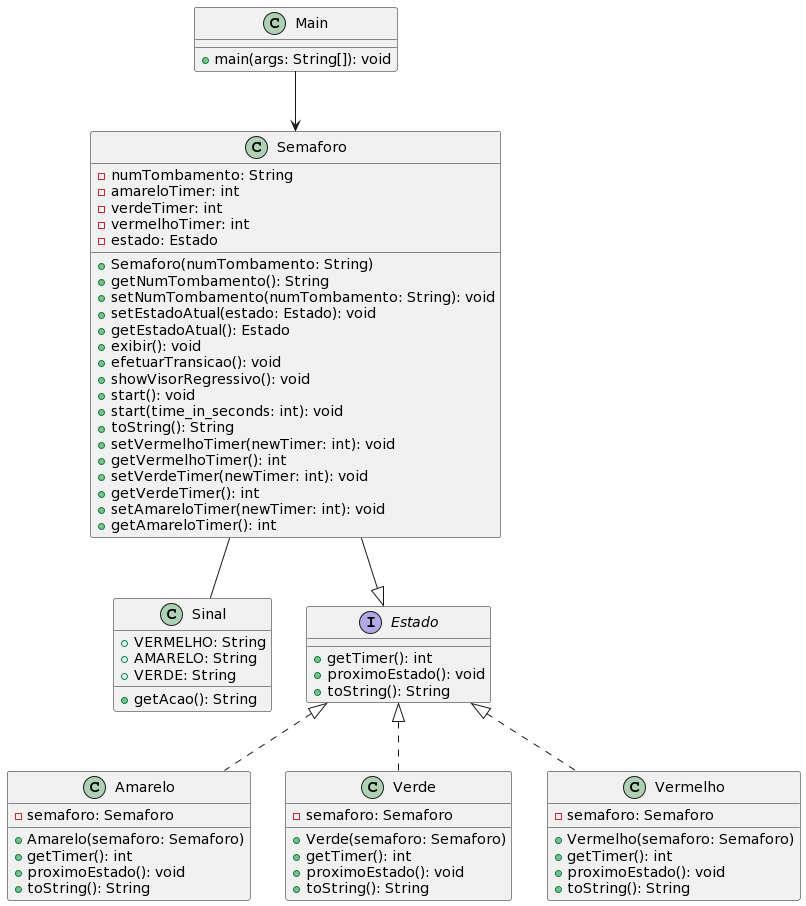 C Main
main(args: String[]): void
C Semaforo
numTombamento: String
amareloTimer: int
verdeTimer: int
vermelhoTimer: int
estado: Estado
Semaforo(numTombamento: String)
getNumTombamento(): String
setNumTombamento(numTombamento: String): void
setEstadoAtual(estado: Estado): void
getEstadoAtual(): Estado
exibir(): void
efetuarTransicao(): void
showVisorRegressivo(): void
start(): void
start(time_in_seconds: int): void
toString(): String
setVermelhoTimer(newTimer: int): void
getVermelhoTimer(): int
setVerdeTimer(newTimer: int): void
getVerdeTimer(): int
setAmareloTimer(newTimer: int): void
getAmareloTimer(): int
C Sinal
VERMELHO: String
AMARELO: String
VERDE: String
getAcao(): String
I Estado
getTimer(): int
proximoEstado(): void
toString(): String
C Amarelo
semaforo: Semaforo
Amarelo(semaforo: Semaforo)
getTimer(): int
proximoEstado(): void
toString(): String
C Verde
semaforo: Semaforo
Verde(semaforo: Semaforo)
getTimer(): int
proximoEstado(): void
toString(): String
C Vermelho
semaforo: Semaforo
Vermelho(semaforo: Semaforo)
getTimer(): int
proximoEstado(): void
toString(): String